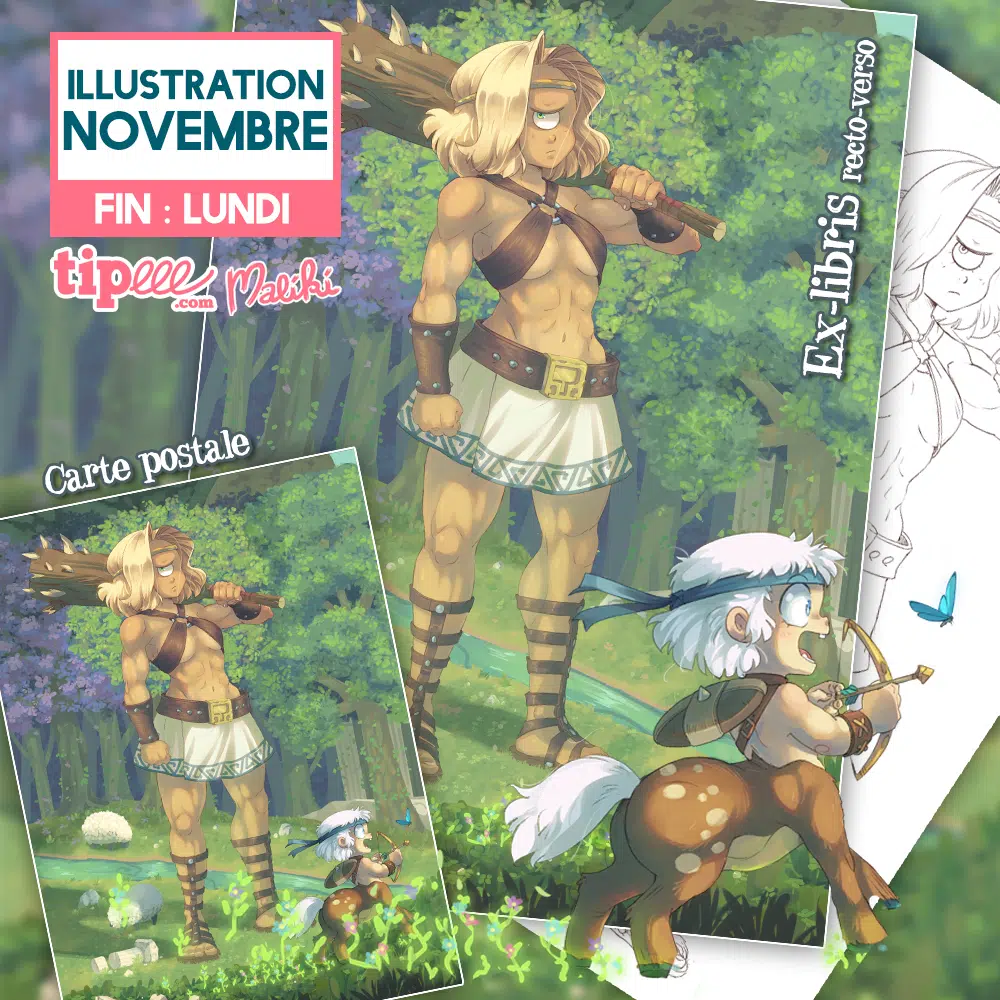 ILLUSTRATION
NOVEMBRE
FIN : LUNDI
tipeee
.com
Maliki
Ex-libris recto-verso
Carte postale